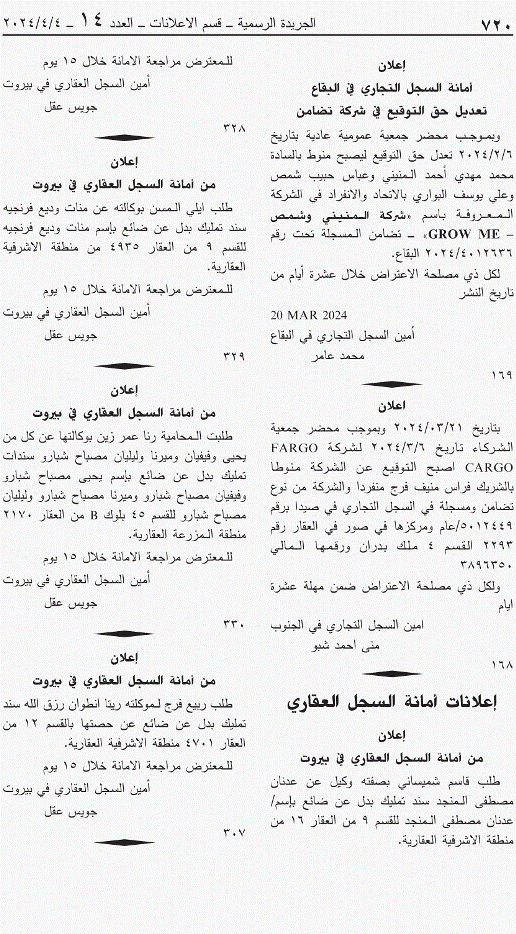 ٧٢٠
الجريدة الرسمية ــ قسم الاعلانات ــ العدد ١٤ ــ ٢٠٢٤/٤/٤
إعلان
أمانة السجل التجاري في البقاع
تعديل حق التوقيع في شركة تضامن
وبموجب محضر جمعية عمومية عادية بتاريخ
٢٠٢٤/٢/٦ تعدل حق التوقيع ليصبح منوط بالسادة
محمد مهدي أحمد المنيني وعباس حبيب شمص
وعلي يوسف البواري بالاتحاد والانفراد في الشركة
المعروفة باسم «شركة المنيني وشمص
– GROW ME» ــ تضامن المسجلة تحت رقم
٢٠٢٤/٤٠١٢٦٣٦ البقاع.
لكل ذي مصلحة الاعتراض خلال عشرة أيام من
تاريخ النشر
20 MAR 2024
أمين السجل التجاري في البقاع
محمد عامر
١٦٩
اعلان
بتاريخ ٢٠٢٤/٠٣/٢١ وبموجب محضر جمعية
الشركاء تاريخ ٢٠٢٤/٣/٦ لشركة FARGO
CARGO اصبح التوقيع عن الشركة منوطا
بالشريك فراس منيف فرج منفردا والشركة من نوع
تضامن ومسجلة في السجل التجاري في صيدا برقم
٥٠١٢٤٤٩/عام ومركزها في صور في العقار رقم
٢٢٩٣ القسم ٤ ملك بدران ورقمها المالي
٣٨٩٦٣٥٠
ولكل ذي مصلحة الاعتراض ضمن مهلة عشرة
ايام
امين السجل التجاري في الجنوب
منى احمد شبو
١٦٨
إعلانات أمانة السجل العقاري
إعلان
من أمانة السجل العقاري في بيروت
طلب قاسم شميساني بصفته وكيل عن عدنان
مصطفى المنجد سند تمليك بدل عن ضائع بإسم/
عدنان مصطفى المنجد للقسم ٩ من العقار ١٦ من
منطقة الاشرفية العقارية.
للمعترض مراجعة الامانة خلال ١٥ يوم
أمين السجل العقاري في بيروت
جويس عقل
٣٢٨
إعلان
من أمانة السجل العقاري في بيروت
طلب ايلي المسن بوكالته عن منات وديع فرنجيه
سند تمليك بدل عن ضائع بإسم منات وديع فرنجيه
للقسم ٩ من العقار ٤٩٣٥ من منطقة الاشرفية
العقارية.
للمعترض مراجعة الامانة خلال ١٥ يوم
أمين السجل العقاري في بيروت
جويس عقل
٣٢٩
إعلان
من أمانة السجل العقاري في بيروت
طلبت المحامية رنا عمر زين بوكالتها عن كل من
يحيى وفيفيان وميرنا وليليان مصباح شبارو سندات
تمليك بدل عن ضائع بإسم يحيى مصباح شبارو
وفيفيان مصباح شبارو وميرنا مصباح شبارو وليليان
مصباح شبارو للقسم ٤٥ بلوك B من العقار ٢١٧٠
منطقة المزرعة العقارية.
للمعترض مراجعة الامانة خلال ١٥ يوم
أمين السجل العقاري في بيروت
جويس عقل
٣٣٠
إعلان
من أمانة السجل العقاري في بيروت
طلب ربيع فرج لموكلته ريتا انطوان رزق الله سند
تمليك بدل عن ضائع عن حصتها بالقسم ١٢ من
العقار ٤٧٠١ منطقة الاشرفية العقارية.
للمعترض مراجعة الامانة خلال ١٥ يوم
أمين السجل العقاري في بيروت
جويس عقل
٣٠٧